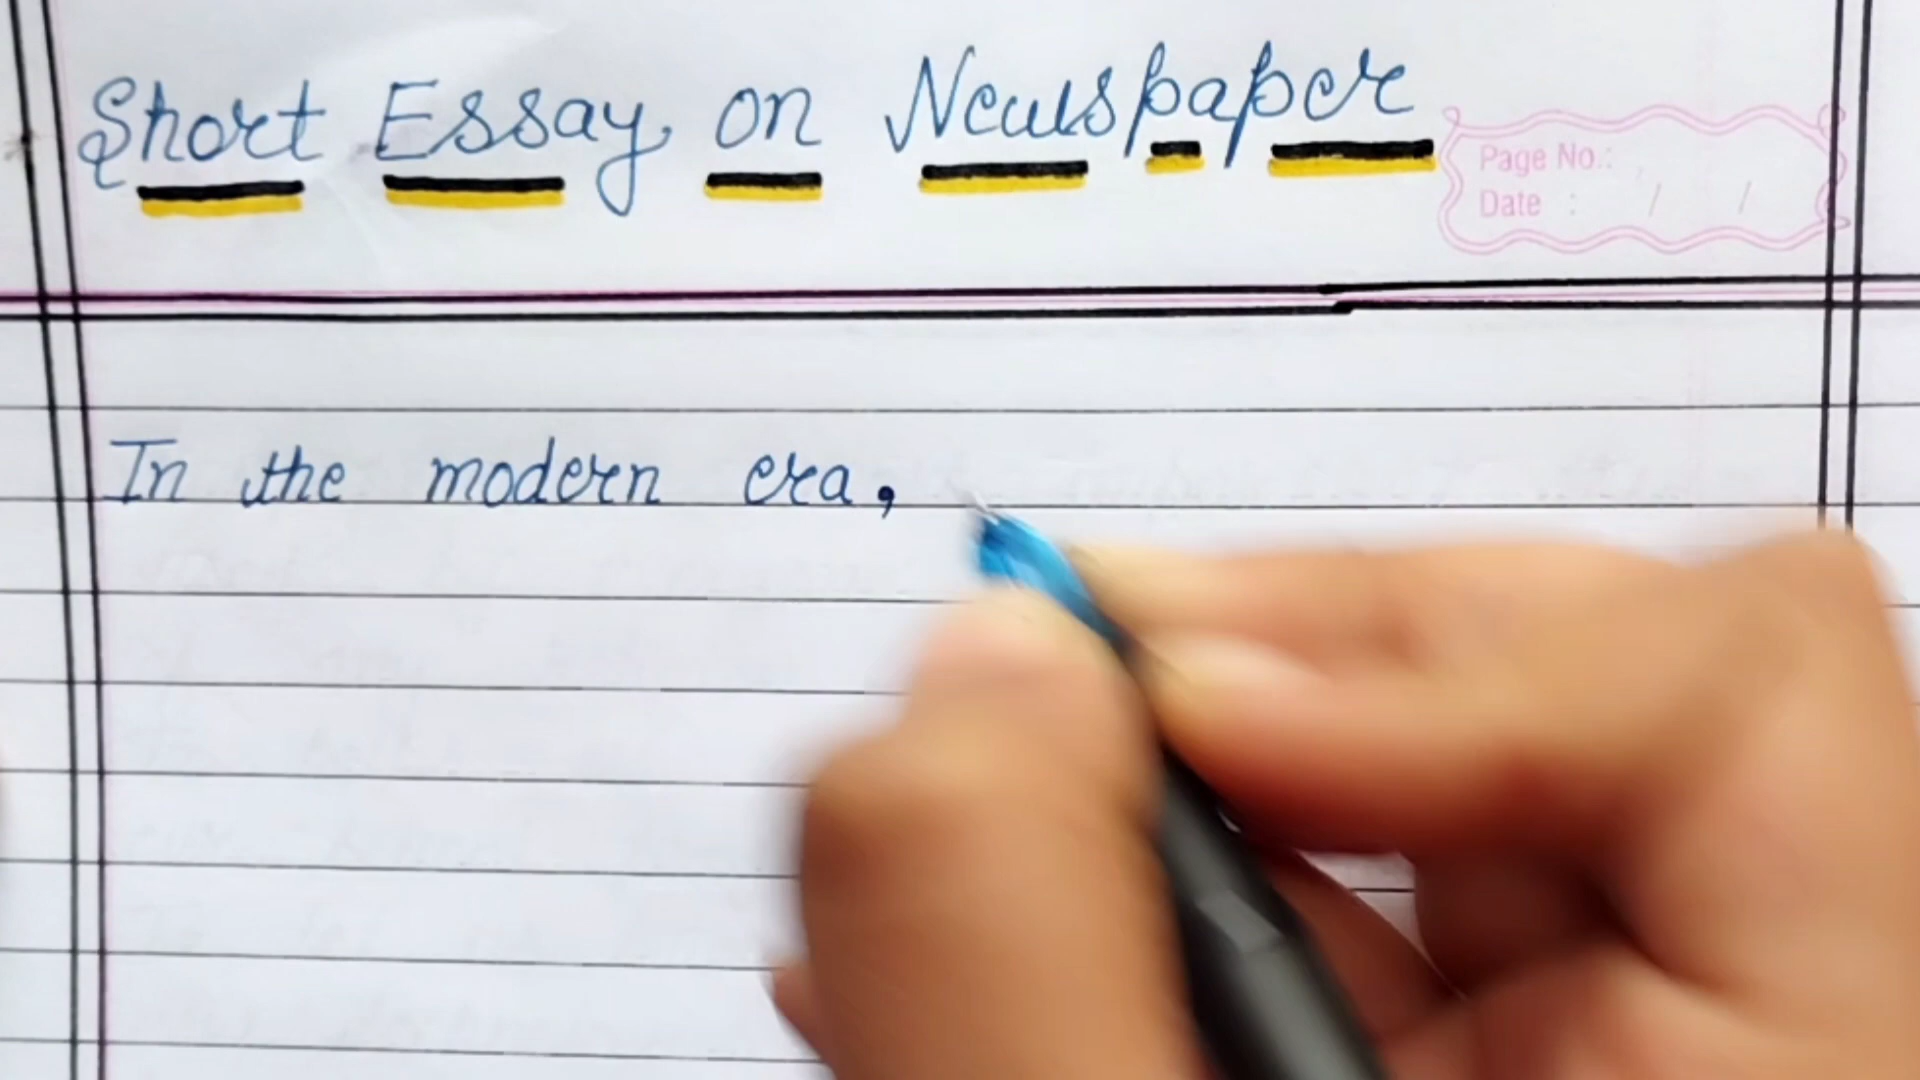 Short Essay on Newspaper
Page No.:
Date : / /
In the modern era,